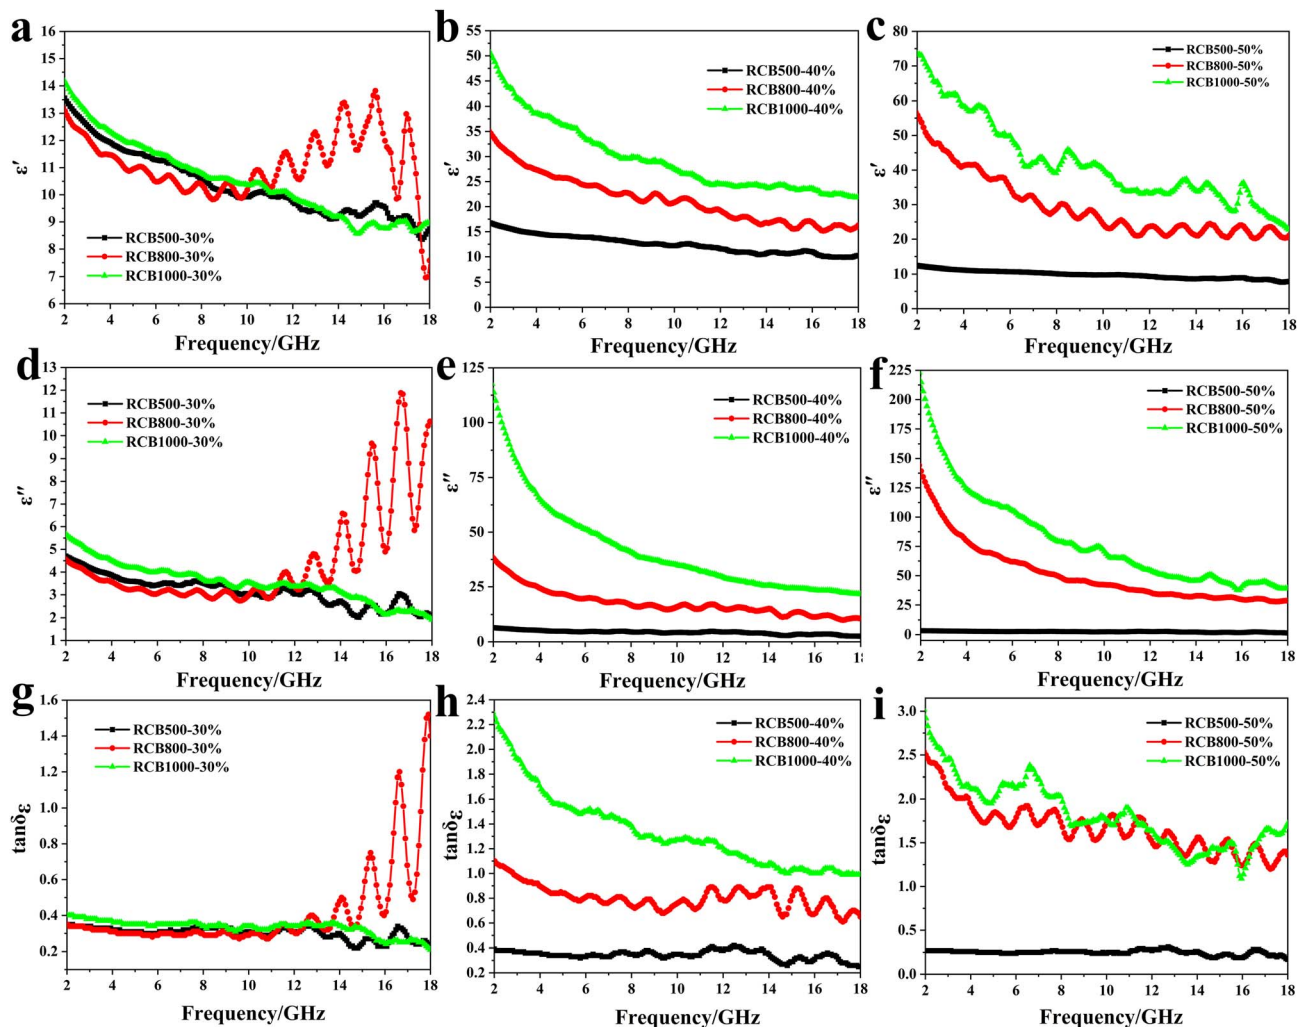 a
16
15
14
13
12
11
10
9
8
7
6
ε′
RCB500-30%
RCB800-30%
RCB1000-30%
2 4 6 8 10 12 14 16 18
Frequency/GHz
b
55
50
45
40
35
30
25
20
15
10
5
0
ε′
RCB500-40%
RCB800-40%
RCB1000-40%
2 4 6 8 10 12 14 16 18
Frequency/GHz
c
80
70
60
50
40
30
20
10
0
ε′
RCB500-50%
RCB800-50%
RCB1000-50%
2 4 6 8 10 12 14 16 18
Frequency/GHz
d
13
12
11
10
9
8
7
6
5
4
3
2
1
ε″
RCB500-30%
RCB800-30%
RCB1000-30%
2 4 6 8 10 12 14 16 18
Frequency/GHz
e
125
100
75
50
25
0
ε″
RCB500-40%
RCB800-40%
RCB1000-40%
2 4 6 8 10 12 14 16 18
Frequency/GHz
f
225
200
175
150
125
100
75
50
25
0
ε″
RCB500-50%
RCB800-50%
RCB1000-50%
2 4 6 8 10 12 14 16 18
Frequency/GHz
g
1.6
1.4
1.2
1.0
0.8
0.6
0.4
0.2
tanδε
RCB500-30%
RCB800-30%
RCB1000-30%
2 4 6 8 10 12 14 16 18
Frequency/GHz
h
2.4
2.2
2.0
1.8
1.6
1.4
1.2
1.0
0.8
0.6
0.4
0.2
tanδε
RCB500-40%
RCB800-40%
RCB1000-40%
2 4 6 8 10 12 14 16 18
Frequency/GHz
i
3.0
2.5
2.0
1.5
1.0
0.5
0.0
tanδε
RCB500-50%
RCB800-50%
RCB1000-50%
2 4 6 8 10 12 14 16 18
Frequency/GHz